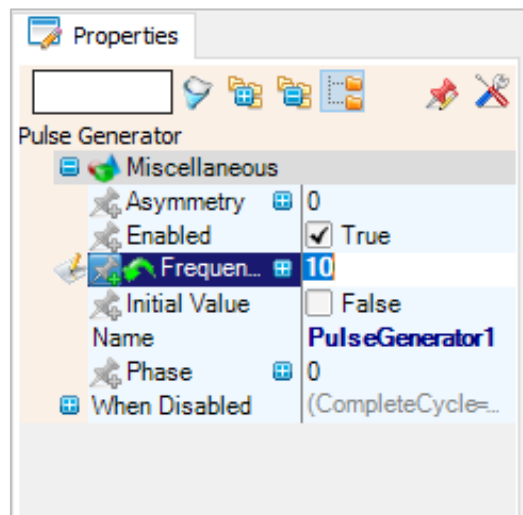 Properties
Pulse Generator
Miscellaneous
Asymmetry 0
Enabled True
Frequen... 10
Initial Value False
Name PulseGenerator1
Phase 0
When Disabled (CompleteCycle=...